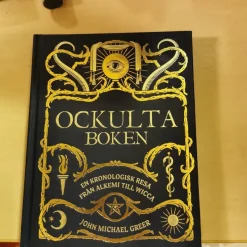 OCKULTA
BOKEN
EN KRONOLOGISK RESA
FRÅN ALKEMI TILL WICCA
JOHN MICHAEL GREER